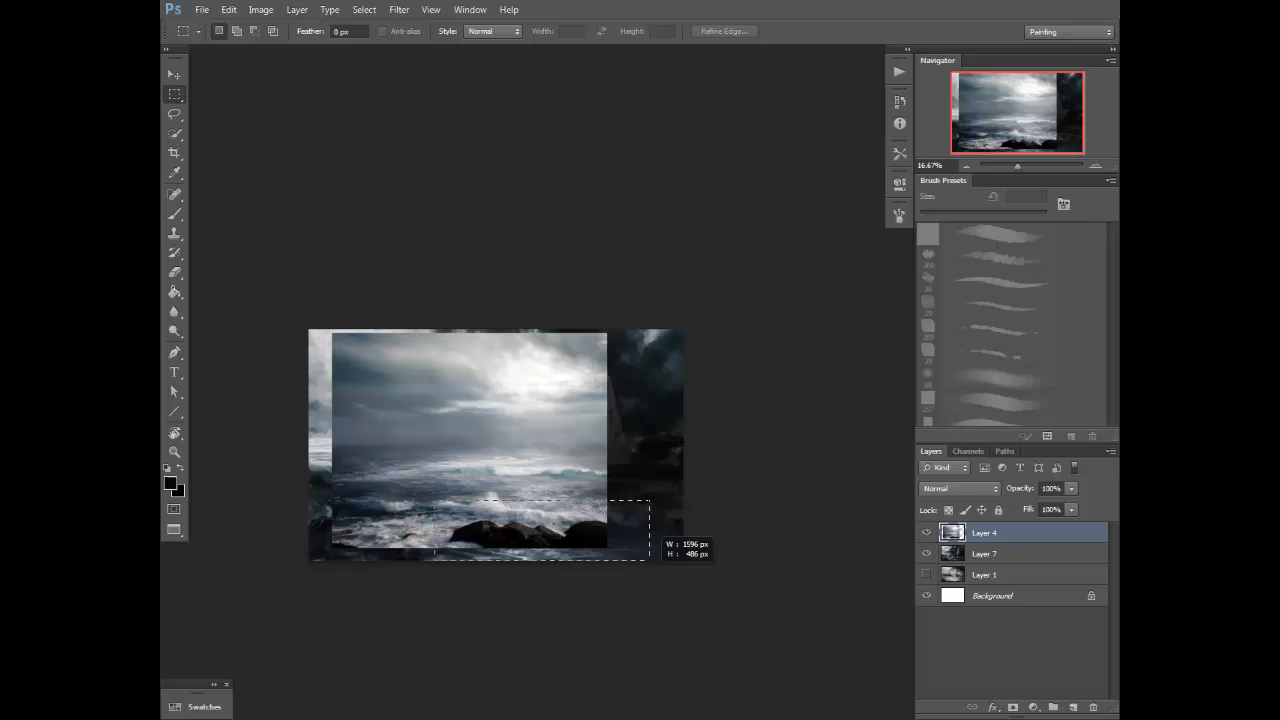 Ps File Edit Image Layer Type Select Filter View Window Help
Feather: 0 px Anti-alias Style: Normal Width: Height: Refine Edge... Painting
Navigator
16.67%
Brush Presets
Size:
Layers Channels Paths
Kind T
Normal Opacity: 100%
Lock: Fill: 100%
Layer 4
Layer 7
Layer 1
Background
W : 1596 px
H : 486 px
fx
Swatches